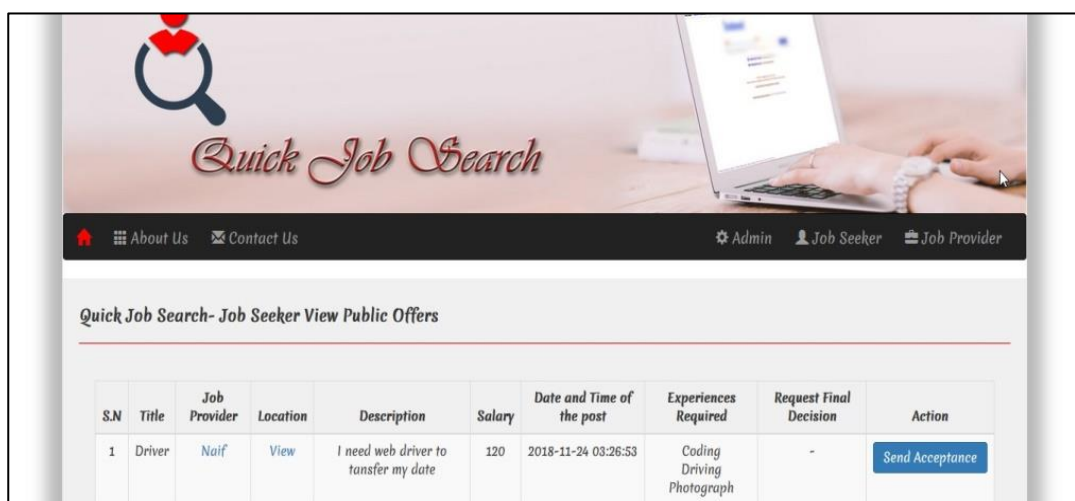 Quick Job Search
About Us Contact Us Admin Job Seeker Job Provider
Quick Job Search- Job Seeker View Public Offers
S.N Title Job Provider Location Description Salary Date and Time of the post Experiences Required Request Final Decision Action
1 Driver Naif View I need web driver to tansfer my date 120 2018-11-24 03:26:53 Coding Driving Photograph - Send Acceptance